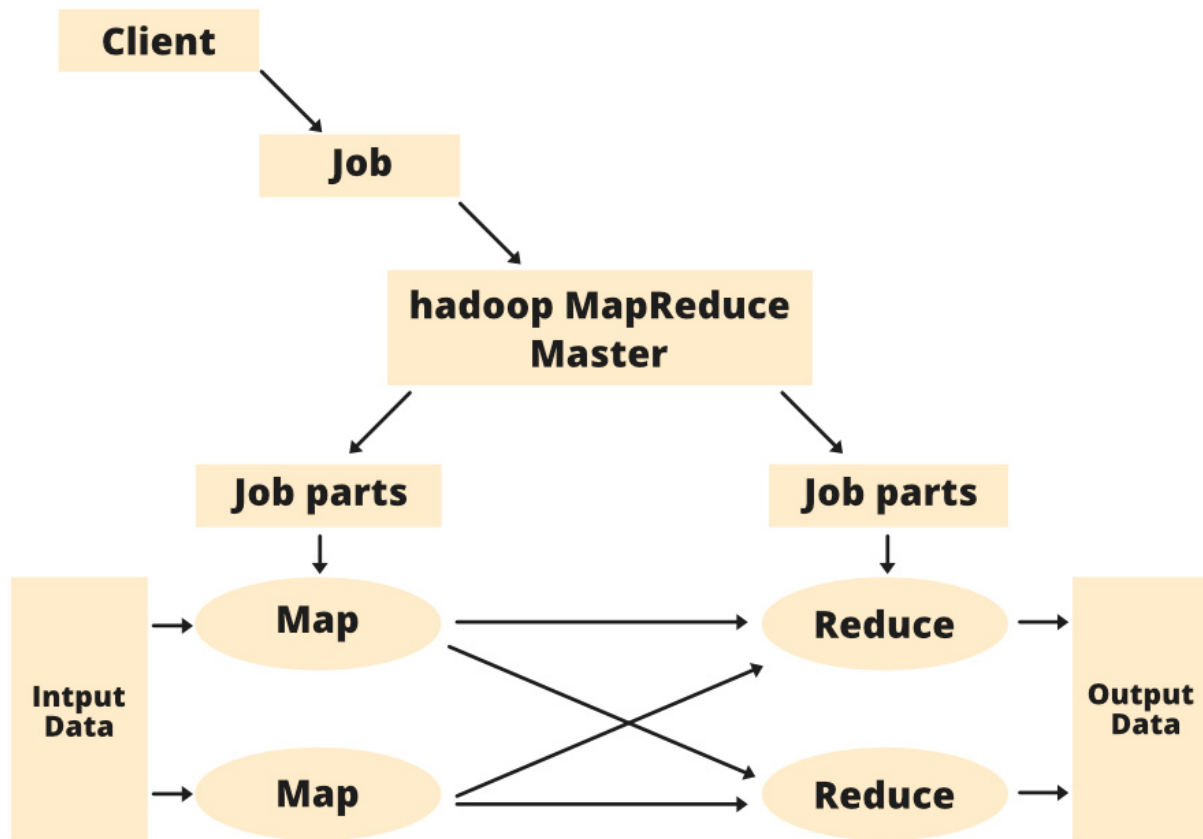 Client
Job
hadoop MapReduce
Master
Job parts
Job parts
Map
Reduce
Intput
Data
Output
Data
Map
Reduce